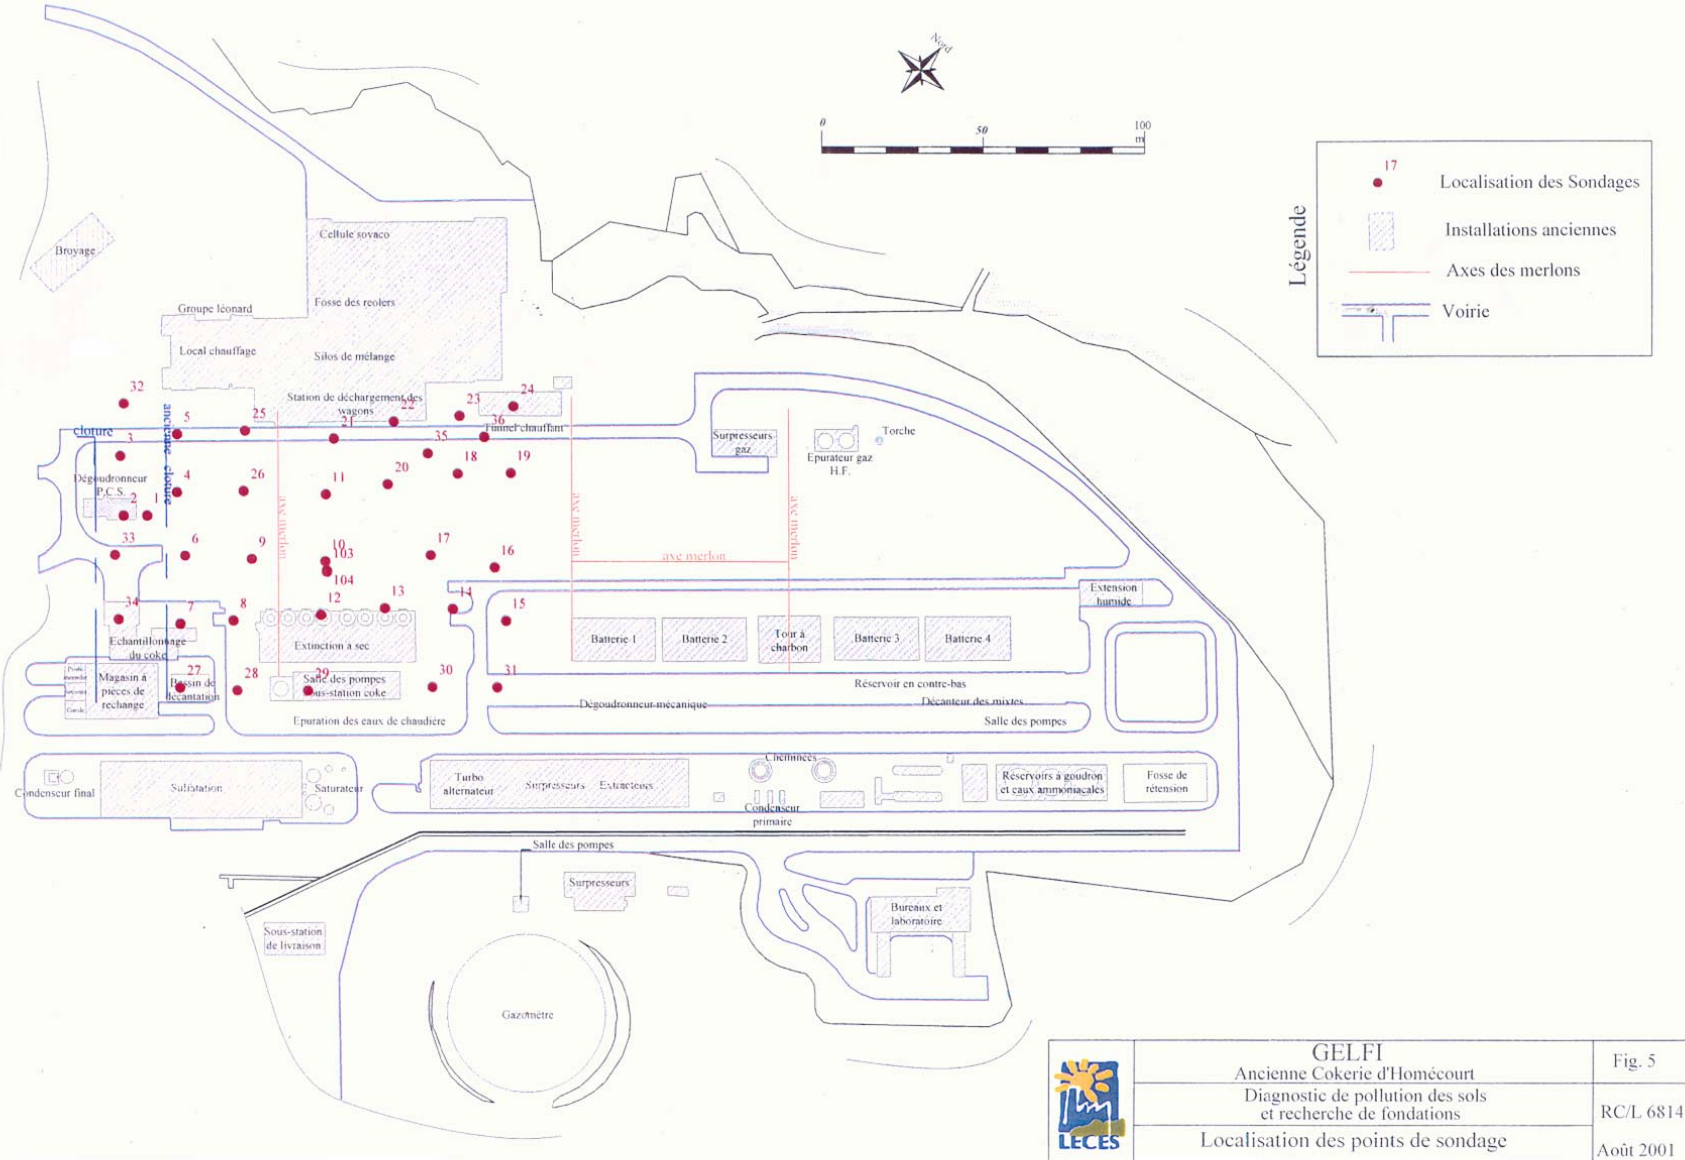 Nord
0
50
100
m
Légende
17
Localisation des Sondages
Installations anciennes
Axes des merlons
Voirie
Broyage
Cellule sovaco
Fosse des reolers
Groupe léonard
Local chauffage
Silos de mélange
Station de déchargement des
wagons
Tunnel chauffant
32
5
25
21
22
23
24
36
35
cloture
ancienne cloture
3
4
26
11
20
18
19
Dégoudronneur
P.C.S.
2
1
33
6
9
10
103
104
17
16
axe merlon
axe merlon
axe merlon
axe merlon
Surpresseurs
gaz
Epurateur gaz
H.F.
Torche
34
7
8
12
13
14
15
Extension
humide
Echantillonnage
du coke
Extinction à sec
Batterie 1
Batterie 2
Tour à
charbon
Batterie 3
Batterie 4
27
28
29
30
31
Magasin à
pièces de
rechange
Bassin de
décantation
Salle des pompes
sous-station coke
Epuration des eaux de chaudière
Réservoir en contre-bas
Dégoudronneur mécanique
Décanteur des mixtes
Salle des pompes
Condenseur final
Sulfatation
Saturateur
Turbo
alternateur
Surpresseurs
Extracteurs
Cheminées
Condenseur
primaire
Réservoirs à goudron
et eaux ammoniacales
Fosse de
rétension
Salle des pompes
Surpresseurs
Bureaux et
laboratoire
Sous-station
de livraison
Gazomètre
LECES
GELFI
Ancienne Cokerie d'Homécourt
Fig. 5
Diagnostic de pollution des sols
et recherche de fondations
RC/L 6814
Localisation des points de sondage
Août 2001